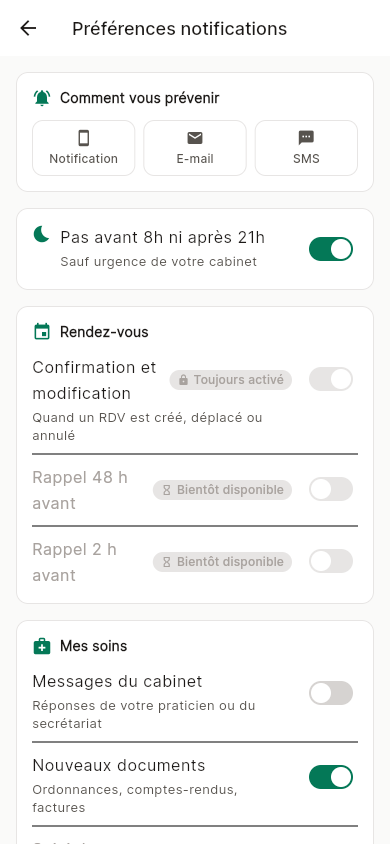 Préférences notifications
Comment vous prévenir
Notification
E-mail
SMS
Pas avant 8h ni après 21h
Sauf urgence de votre cabinet
Rendez-vous
Confirmation et
modification
Toujours activé
Quand un RDV est créé, déplacé ou
annulé
Rappel 48 h
avant
Bientôt disponible
Rappel 2 h
avant
Bientôt disponible
Mes soins
Messages du cabinet
Réponses de votre praticien ou du
secrétariat
Nouveaux documents
Ordonnances, comptes-rendus,
factures